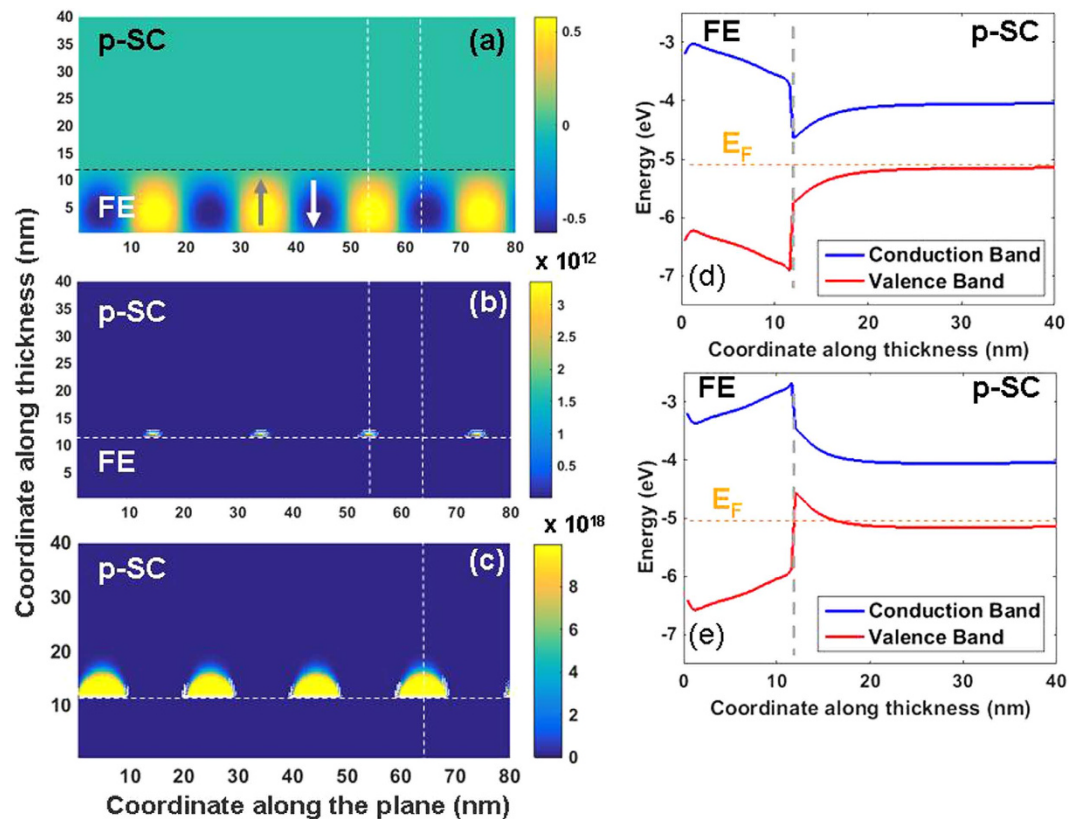 40
35
30
25
20
15
10
5
p-SC
(a)
FE
10 20 30 40 50 60 70 80
0.5
0
-0.5
x 10^12
40
35
30
25
20
15
10
5
p-SC
(b)
FE
10 20 30 40 50 60 70 80
3
2.5
2
1.5
1
0.5
x 10^18
40
30
20
10
p-SC
(c)
10 20 30 40 50 60 70 80
8
6
4
2
0
Coordinate along thickness (nm)
Coordinate along the plane (nm)
FE
p-SC
-3
-4
-5
-6
-7
Energy (eV)
E_F
Conduction Band
Valence Band
(d)
0 10 20 30 40
Coordinate along thickness (nm)
FE
p-SC
-3
-4
-5
-6
-7
Energy (eV)
E_F
Conduction Band
Valence Band
(e)
0 10 20 30 40
Coordinate along thickness (nm)